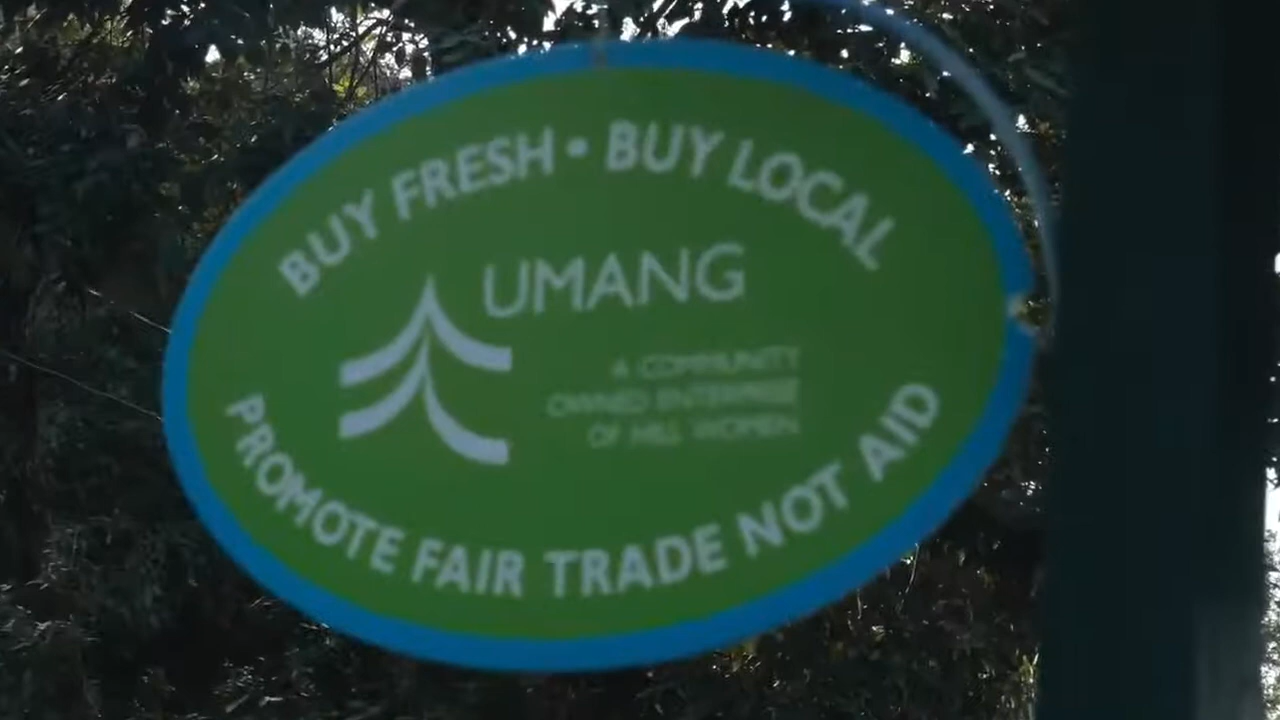 BUY FRESH • BUY LOCAL
UMANG
A COMMUNITY
OWNED ENTERPRISE
OF HILL WOMEN
PROMOTE FAIR TRADE NOT AID